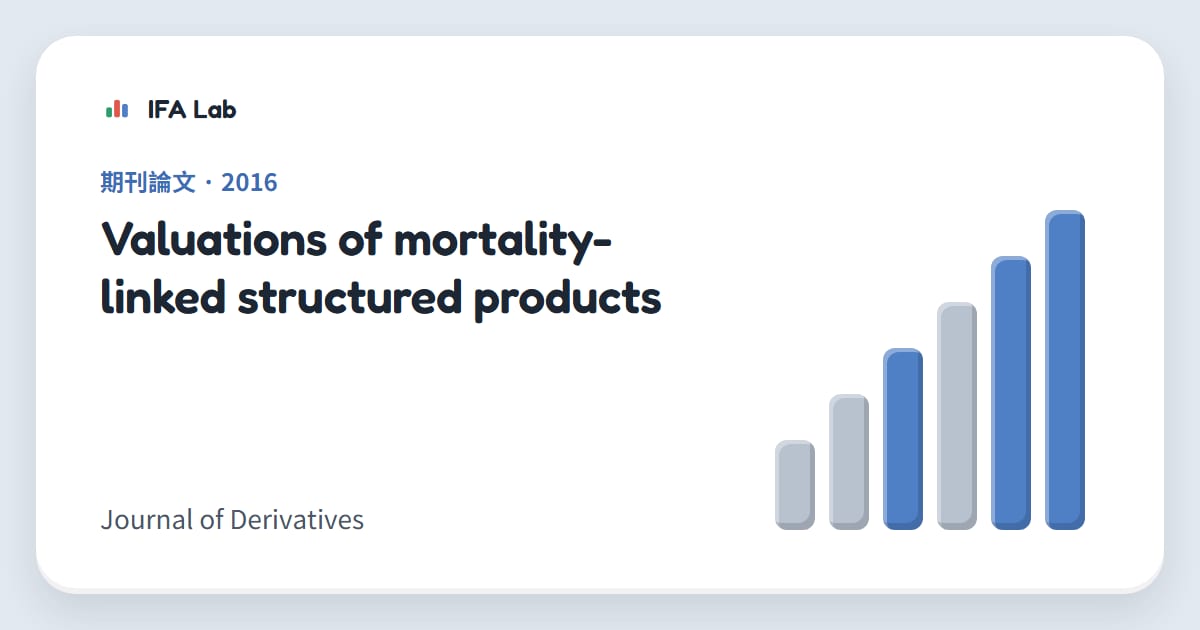 IFA Lab
期刊論文 · 2016
Valuations of mortality-
linked structured products
Journal of Derivatives